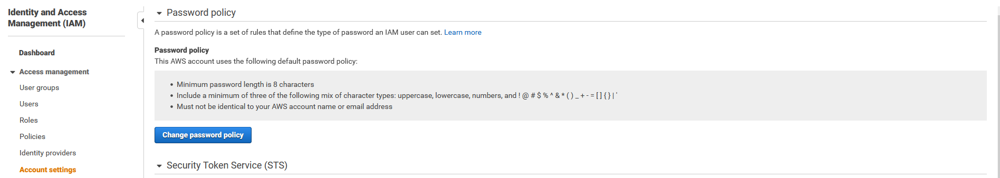 Identity and Access
Management (IAM)
Dashboard
Access management
User groups
Users
Roles
Policies
Identity providers
Account settings
Password policy
A password policy is a set of rules that define the type of password an IAM user can set. Learn more
Password policy
This AWS account uses the following default password policy:
• Minimum password length is 8 characters
• Include a minimum of three of the following mix of character types: uppercase, lowercase, numbers, and ! @ # $ % ^ & * ( ) _ + - = [ ] { } | '
• Must not be identical to your AWS account name or email address
Change password policy
Security Token Service (STS)